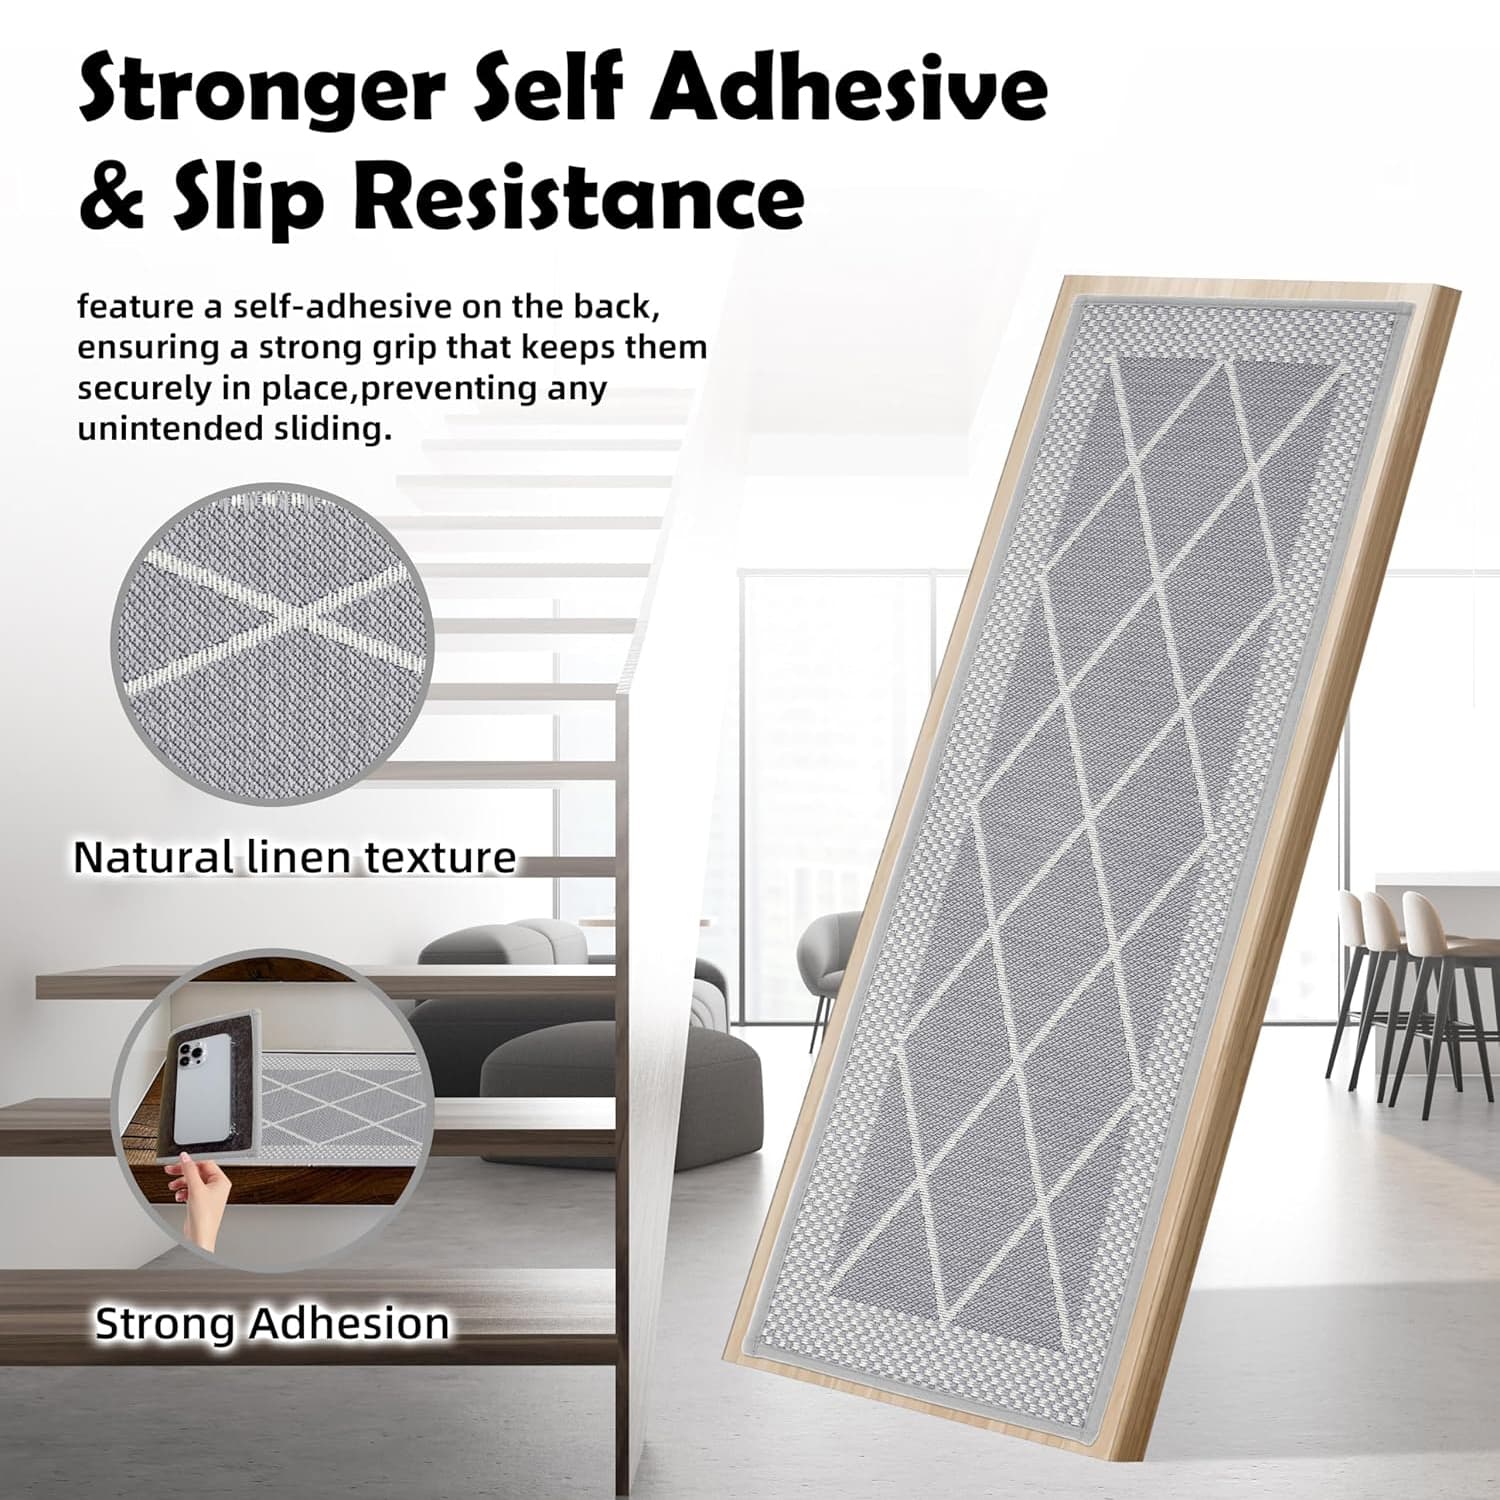 Stronger Self Adhesive
& Slip Resistance
feature a self-adhesive on the back,
ensuring a strong grip that keeps them
securely in place,preventing any
unintended sliding.
Natural linen texture
Strong Adhesion